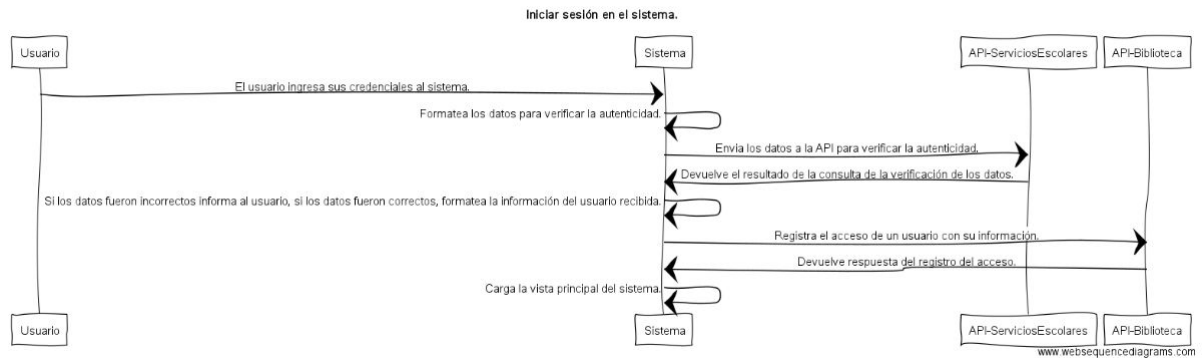 Iniciar sesión en el sistema.
Usuario
Sistema
API-ServiciosEscolares
API-Biblioteca
El usuario ingresa sus credenciales al sistema.
Formatea los datos para verificar la autenticidad.
Envia los datos a la API para verificar la autenticidad.
Devuelve el resultado de la consulta de la verificación de los datos.
Si los datos fueron incorrectos informa al usuario, si los datos fueron correctos, formatea la información del usuario recibida.
Registra el acceso de un usuario con su información.
Devuelve respuesta del registro del acceso.
Carga la vista principal del sistema.
Usuario
Sistema
API-ServiciosEscolares
API-Biblioteca
www.websequencediagrams.com